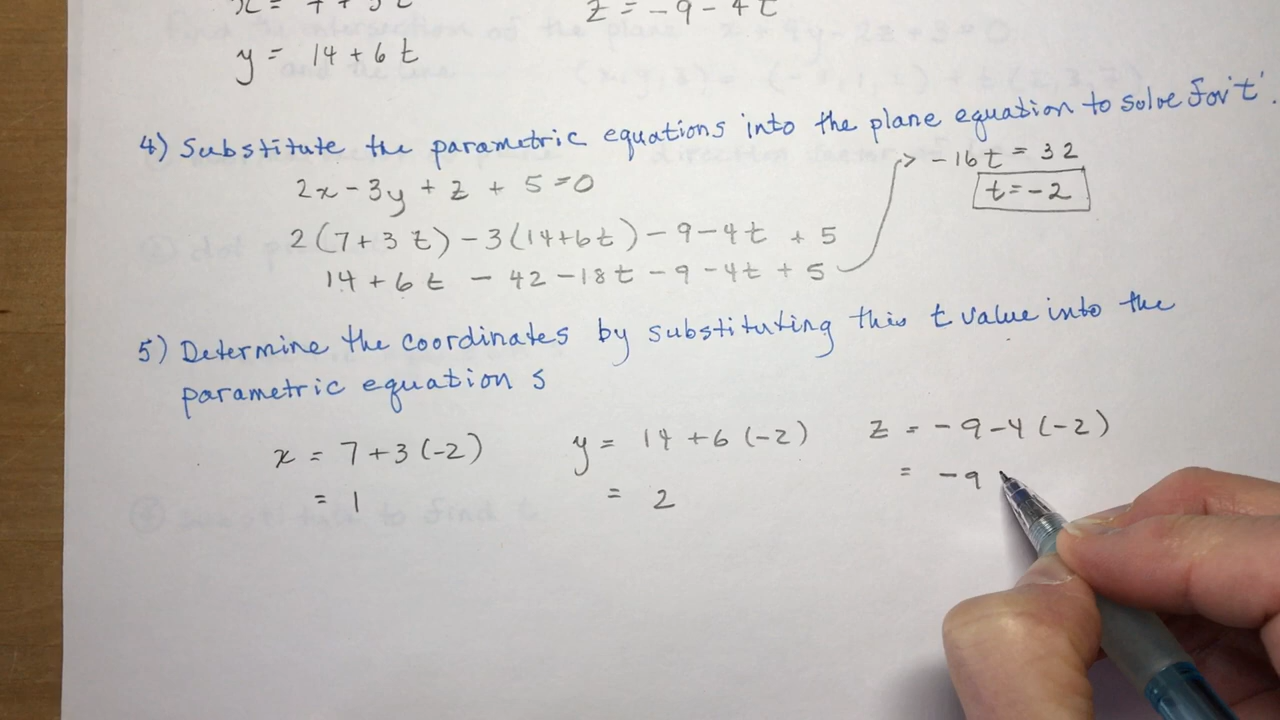 x = 7 + 3t z = -9 - 4t
y = 14 + 6t
4) Substitute the parametric equations into the plane equation to solve for 't'.
2x - 3y + z + 5 = 0 -16t = 32
2(7+3t) - 3(14+6t) - 9 - 4t + 5 t = -2
14 + 6t - 42 - 18t - 9 - 4t + 5
5) Determine the coordinates by substituting this t value into the
parametric equations
x = 7+3(-2) y = 14+6(-2) z = -9-4(-2)
= 1 = 2 = -9